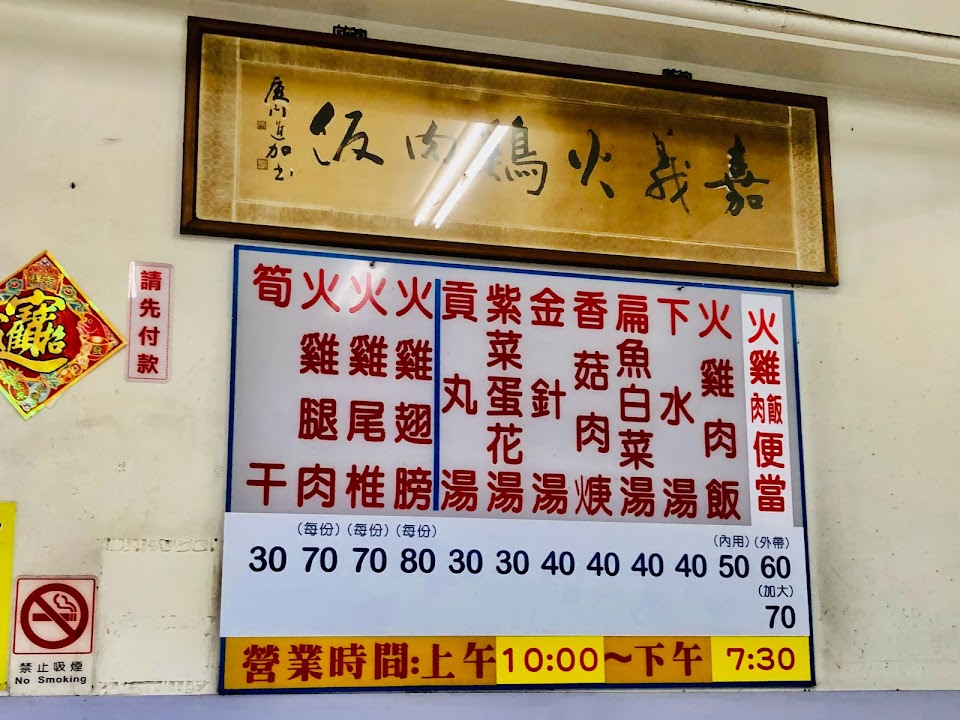 嘉義火鷄肉飯
請先付款
火雞肉飯便當
火雞肉飯
下水湯
扁魚白菜湯
香菇肉焿
金針湯
紫菜蛋花湯
貢丸湯
火雞翅膀
火雞尾椎
火雞腿肉
筍干
(每份) (每份) (每份) (內用) (外帶)
30 70 70 80 30 30 40 40 40 40 50 60
(加大)
70
營業時間:上午10:00~下午7:30
禁止吸煙
No Smoking